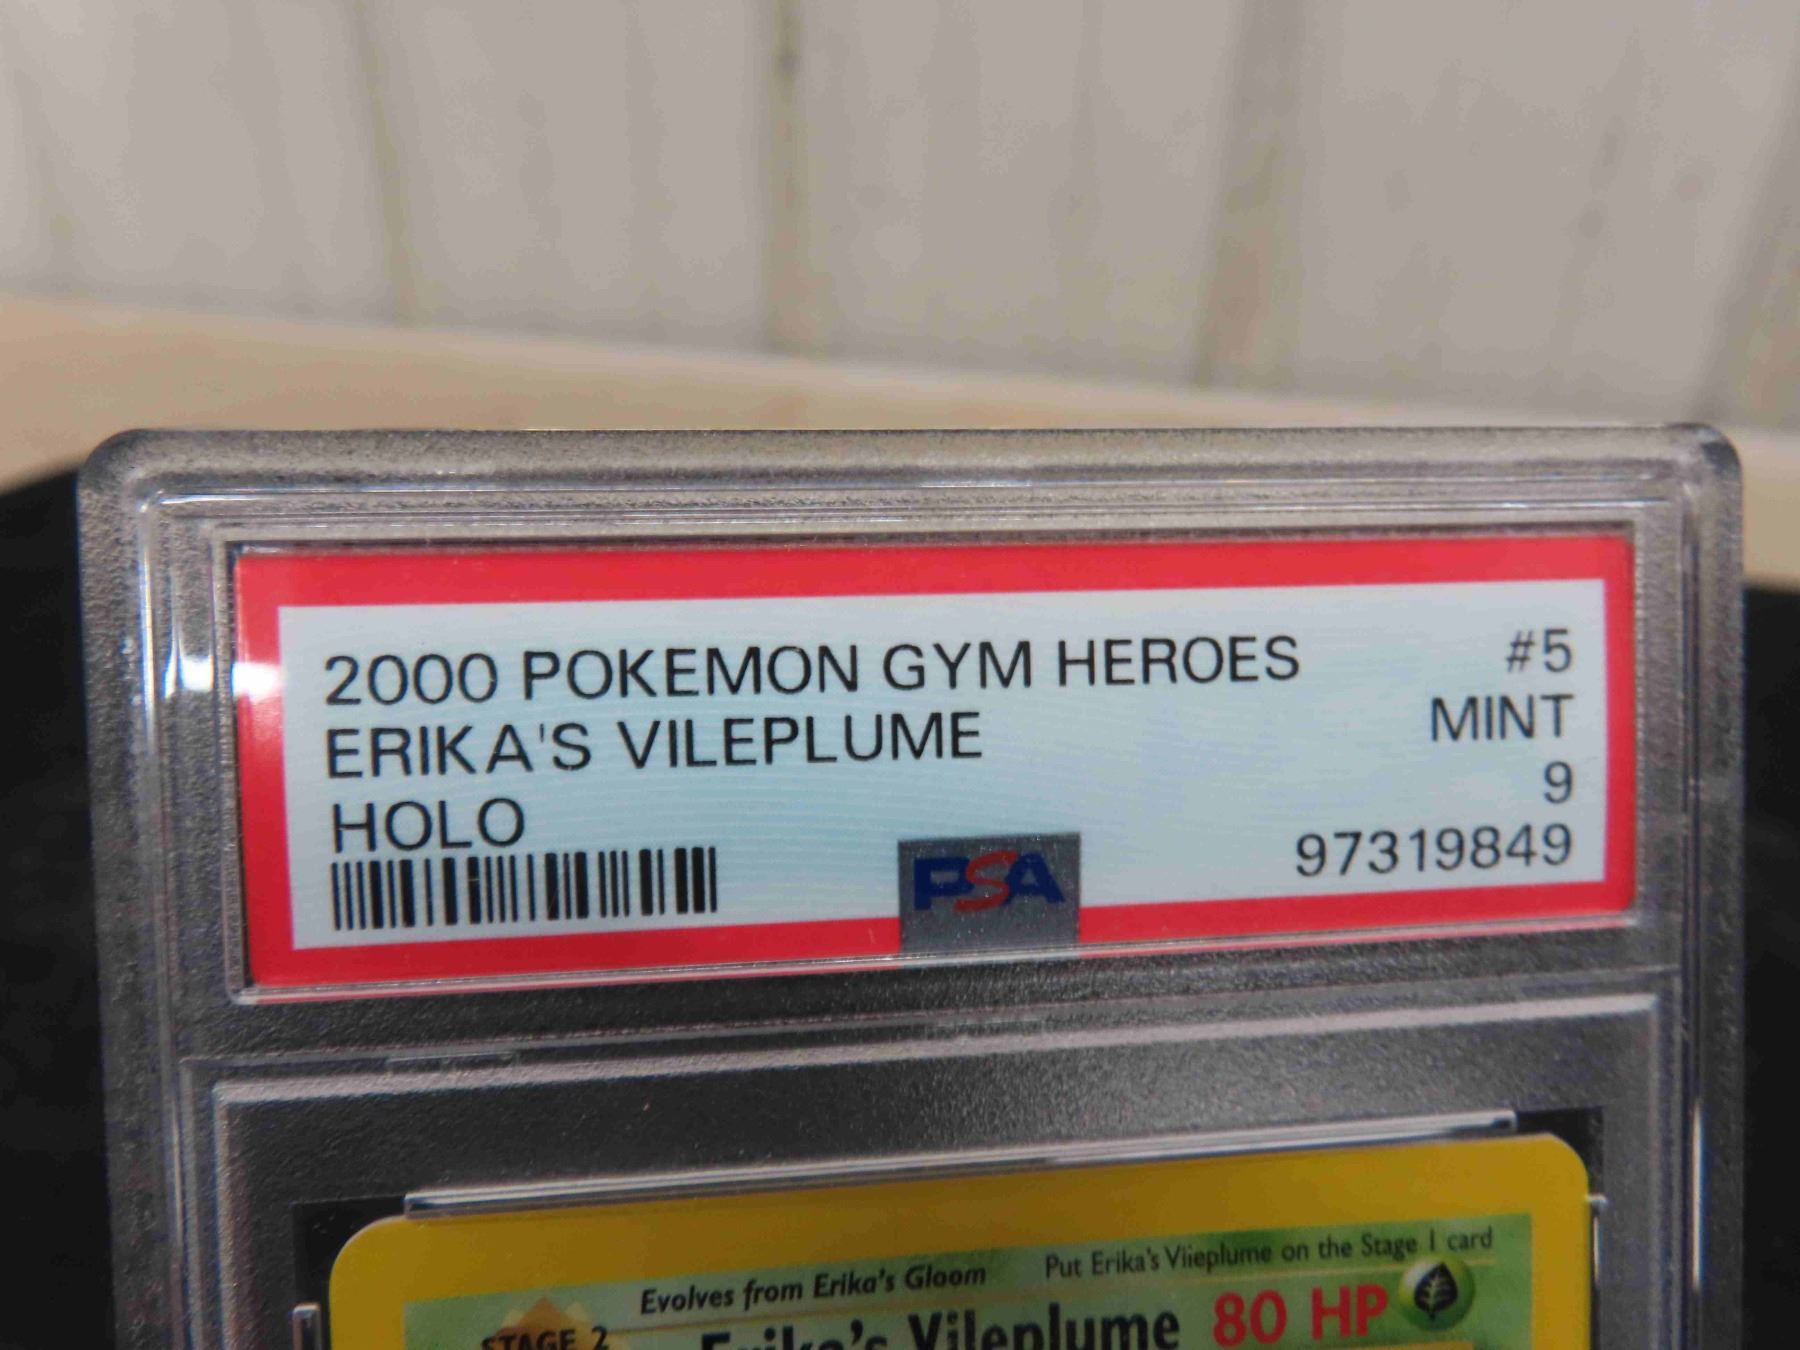 2000 POKEMON GYM HEROES #5
ERIKA'S VILEPLUME MINT
HOLO 9
PSA 97319849
Evolves from Erika's Gloom Put Erika's Vileplume on the Stage 1 card
STAGE 2 Erika's Vileplume 80 HP